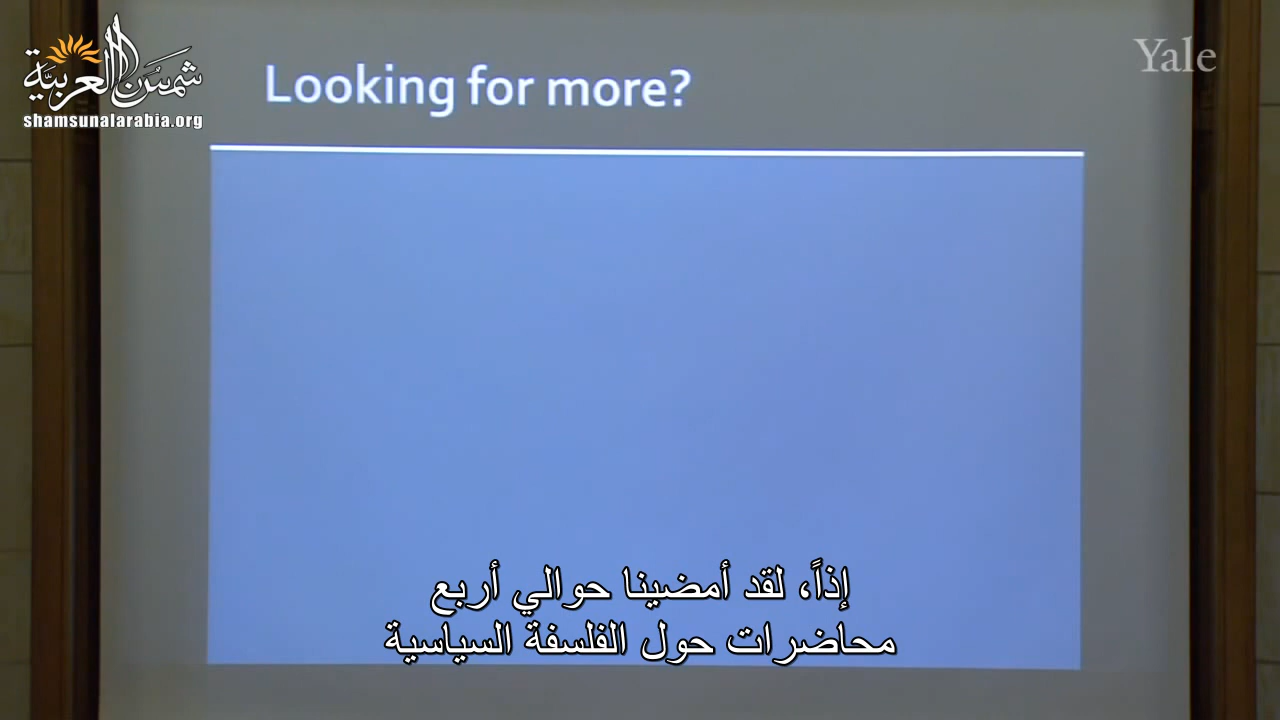 شمس العربية
shamsunalarabia.org
Yale
Looking for more?
إذاً، لقد أمضينا حوالي أربع
محاضرات حول الفلسفة السياسية